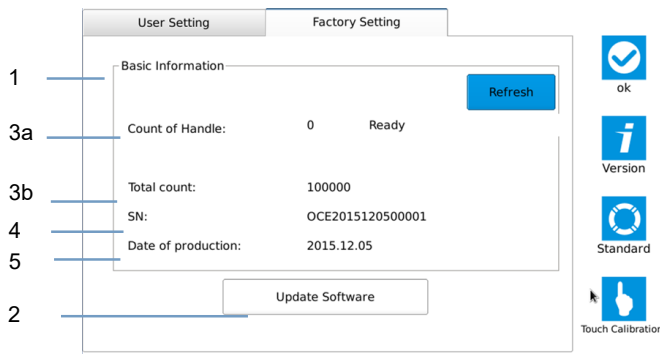 User Setting
Factory Setting
1
Basic Information
Refresh
ok
3a
Count of Handle: 0 Ready
Version
3b
Total count: 100000
SN: OCE2015120500001
4
Standard
Date of production: 2015.12.05
5
Update Software
2
Touch Calibration